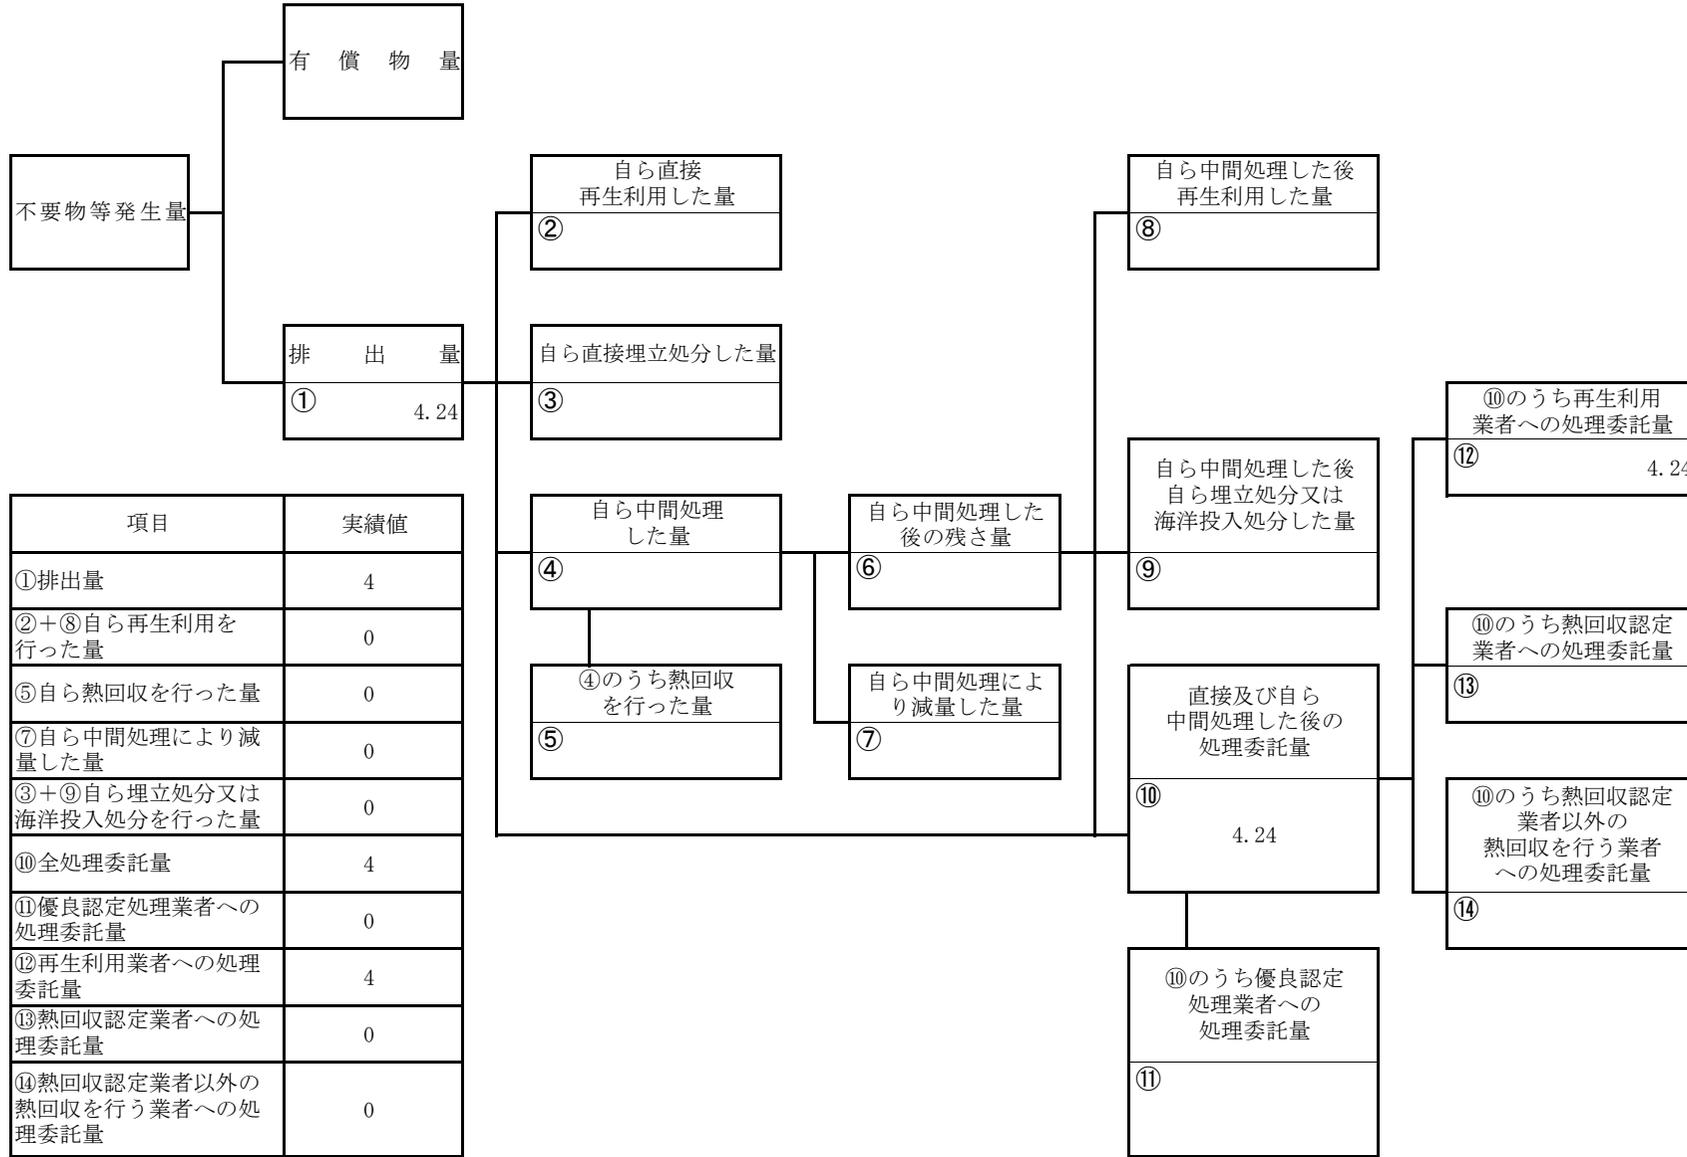 有償物量
不要物等発生量
自ら直接
再生利用した量
②
自ら中間処理した後
再生利用した量
⑧
排出量
①
4.24
自ら直接埋立処分した量
③
⑩のうち再生利用
業者への処理委託量
⑫
4.24
自ら中間処理した後
自ら埋立処分又は
海洋投入処分した量
⑨
自ら中間処理
した量
④
自ら中間処理した
後の残さ量
⑥
⑩のうち熱回収認定
業者への処理委託量
⑬
④のうち熱回収
を行った量
⑤
自ら中間処理によ
り減量した量
⑦
直接及び自ら
中間処理した後の
処理委託量
⑩
4.24
⑩のうち熱回収認定
業者以外の
熱回収を行う業者
への処理委託量
⑭
⑩のうち優良認定
処理業者への
処理委託量
⑪
項目 実績値
①排出量 4
②+⑧自ら再生利用を
行った量 0
⑤自ら熱回収を行った量 0
⑦自ら中間処理により減
量した量 0
③+⑨自ら埋立処分又は
海洋投入処分を行った量 0
⑩全処理委託量 4
⑪優良認定処理業者への
処理委託量 0
⑫再生利用業者への処理
委託量 4
⑬熱回収認定業者への処
理委託量 0
⑭熱回収認定業者以外の
熱回収を行う業者への処
理委託量 0